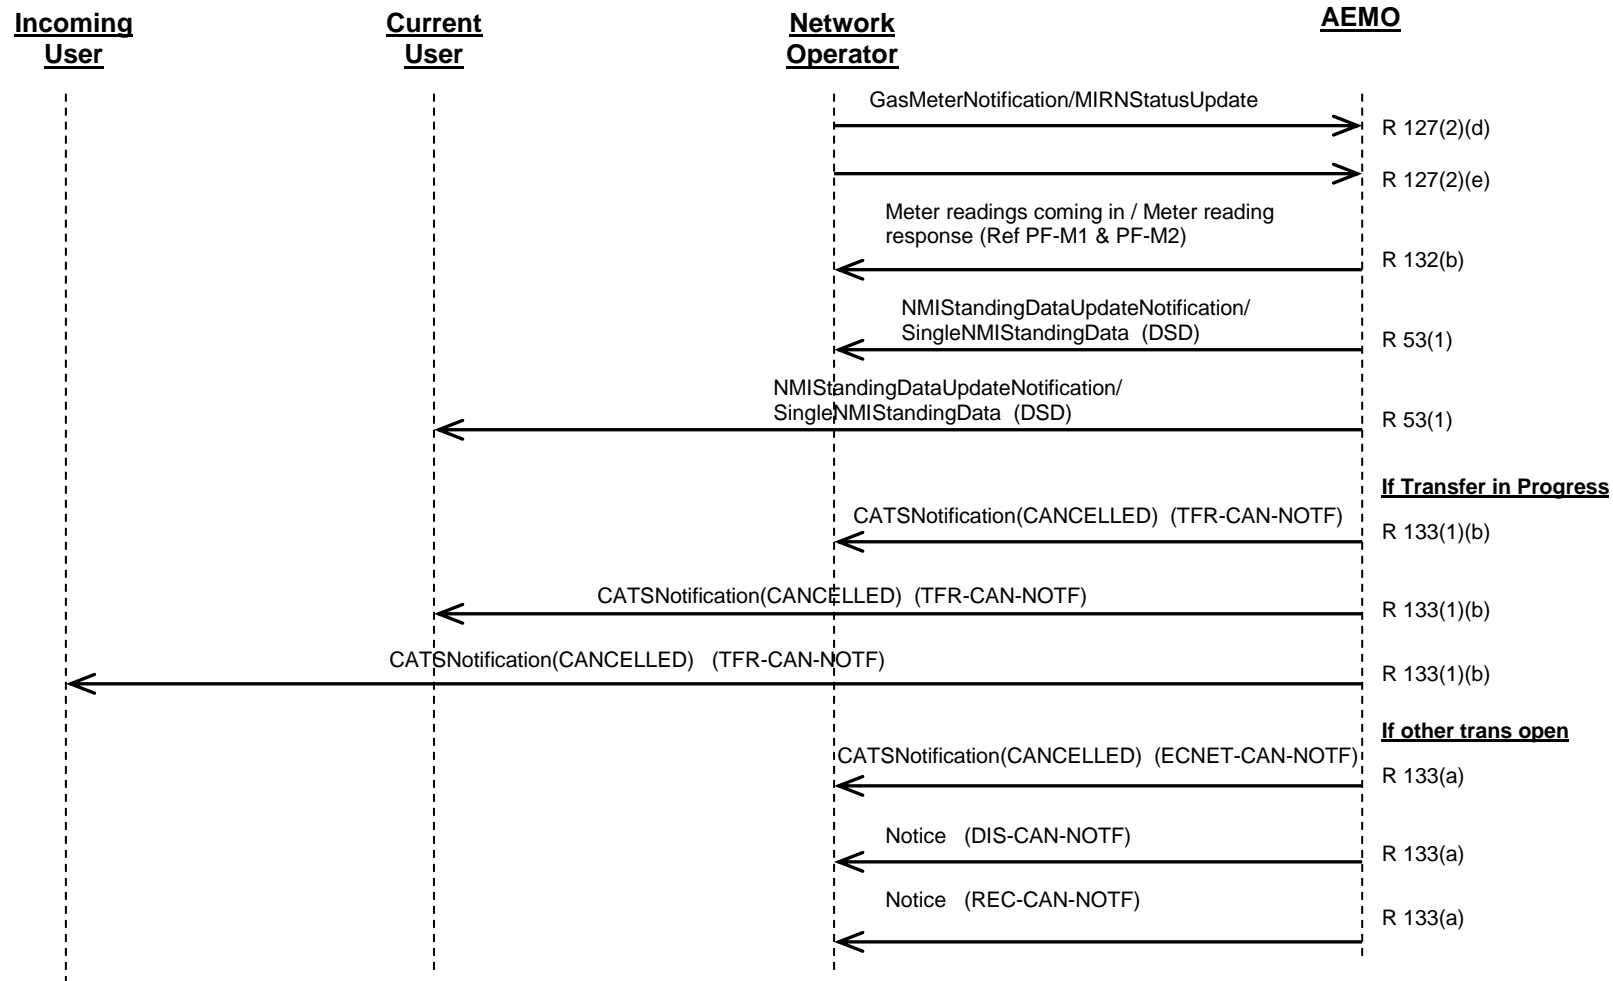 Incoming
User
Current
User
Network
Operator
AEMO
GasMeterNotification/MIRNStatusUpdate
R 127(2)(d)
R 127(2)(e)
Meter readings coming in / Meter reading
response (Ref PF-M1 & PF-M2)
R 132(b)
NMIStandingDataUpdateNotification/
SingleNMIStandingData (DSD)
R 53(1)
NMIStandingDataUpdateNotification/
SingleNMIStandingData (DSD)
R 53(1)
If Transfer in Progress
CATSNotification(CANCELLED) (TFR-CAN-NOTF)
R 133(1)(b)
CATSNotification(CANCELLED) (TFR-CAN-NOTF)
R 133(1)(b)
CATSNotification(CANCELLED) (TFR-CAN-NOTF)
R 133(1)(b)
If other trans open
CATSNotification(CANCELLED) (ECNET-CAN-NOTF)
R 133(a)
Notice (DIS-CAN-NOTF)
R 133(a)
Notice (REC-CAN-NOTF)
R 133(a)